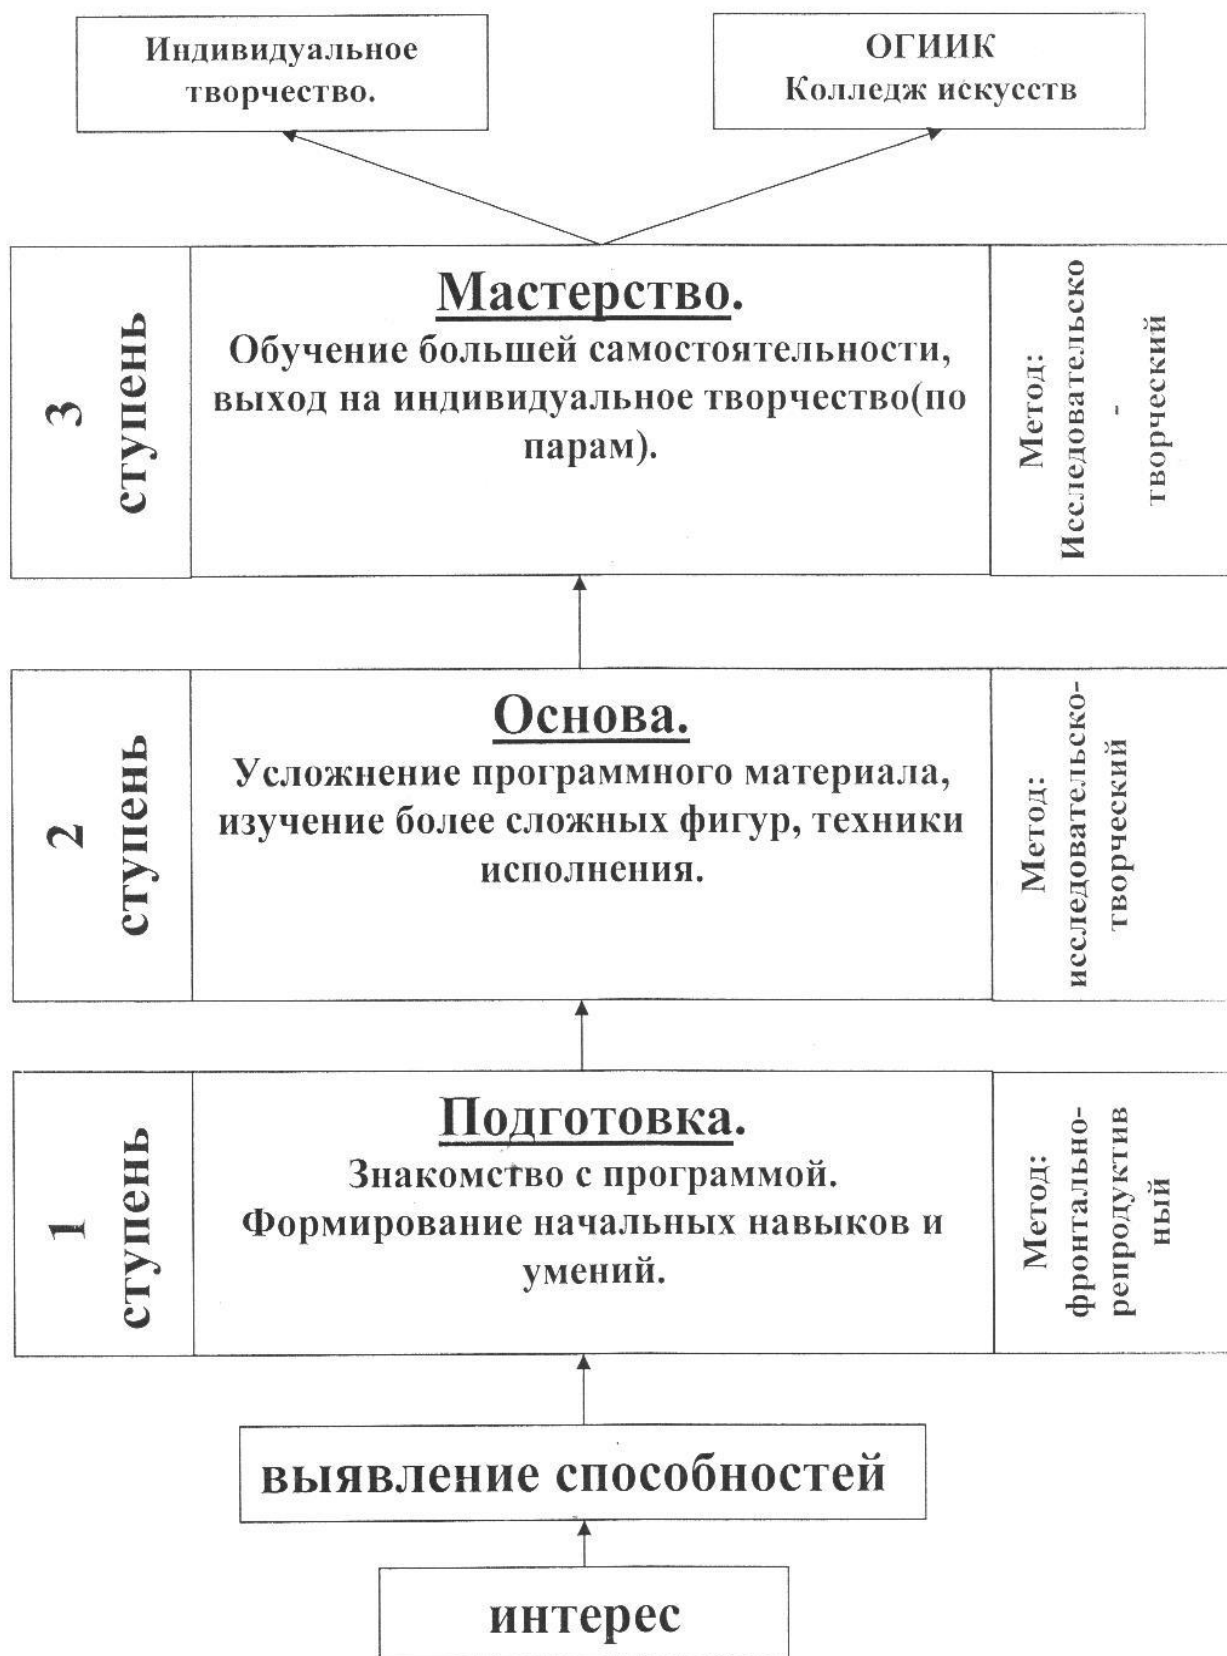 Индивидуальное
творчество.
ОГИИК
Колледж искусств
3
ступень
Мастерство.
Обучение большей самостоятельности,
выход на индивидуальное творчество(по
парам).
Метод:
Исследовательско
-
творческий
2
ступень
Основа.
Усложнение программного материала,
изучение более сложных фигур, техники
исполнения.
Метод:
исследовательско-
творческий
1
ступень
Подготовка.
Знакомство с программой.
Формирование начальных навыков и
умений.
Метод:
фронтально-
репродуктив
ный
выявление способностей
интерес